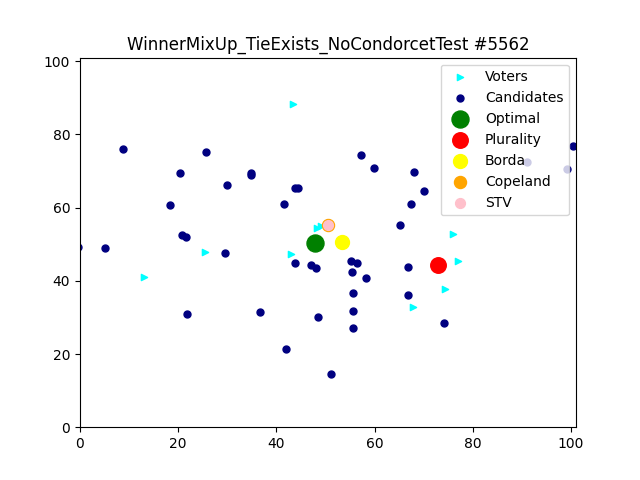 WinnerMixUp_TieExists_NoCondorcetTest #5562
100
80
60
40
20
0
0
20
40
60
80
100
Voters
Candidates
Optimal
Plurality
Borda
Copeland
STV